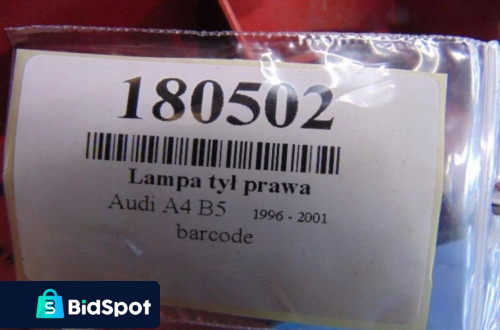 180502
Lampa tył prawa
Audi A4 B5 1996 - 2001
barcode
BidSpot